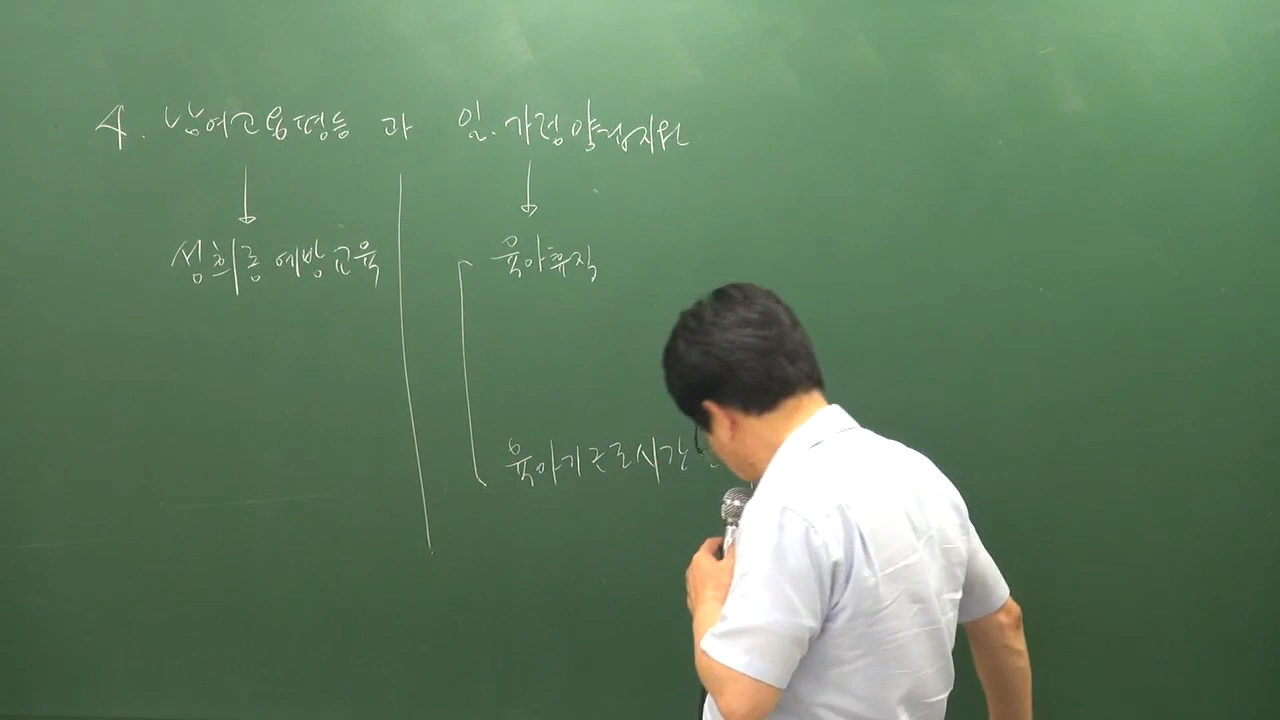 4. 남여고용평등 과 일.가정양립지원
성희롱 예방교육
육아휴직
육아기근로시간